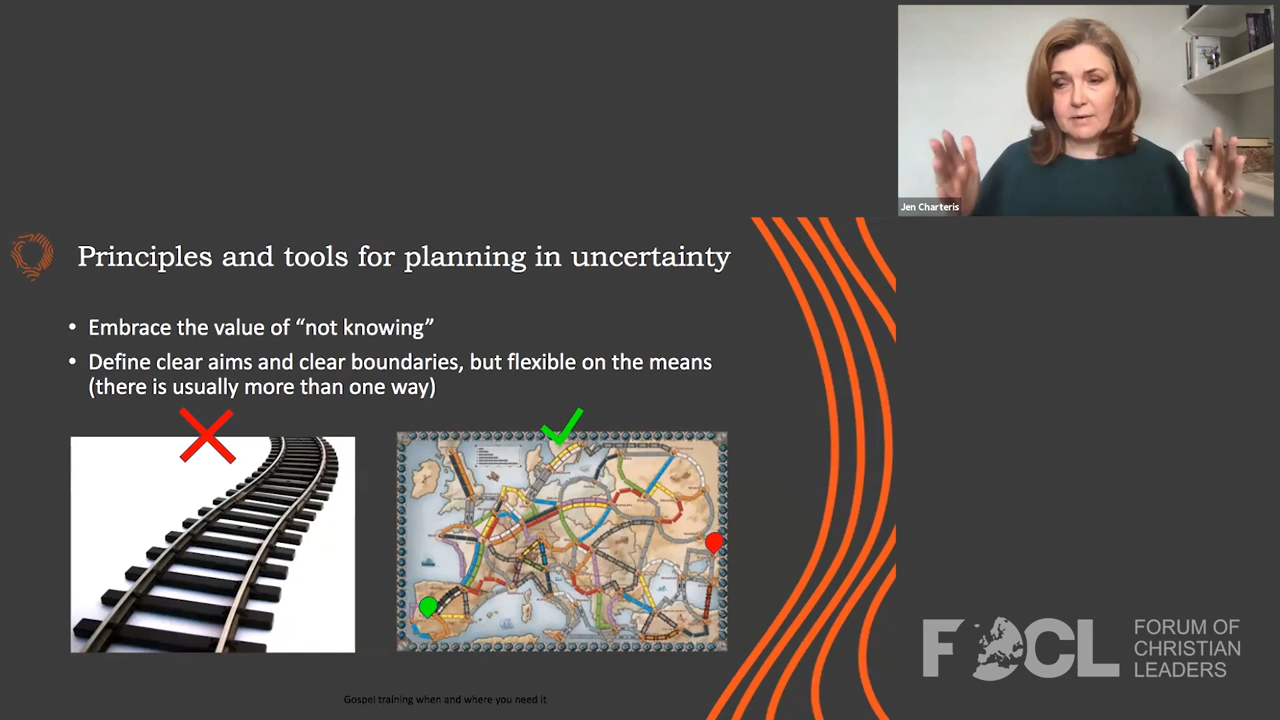 Jen Charteris
Principles and tools for planning in uncertainty
• Embrace the value of “not knowing”
• Define clear aims and clear boundaries, but flexible on the means
(there is usually more than one way)
Gospel training when and where you need it
FOCL
FORUM OF
CHRISTIAN
LEADERS